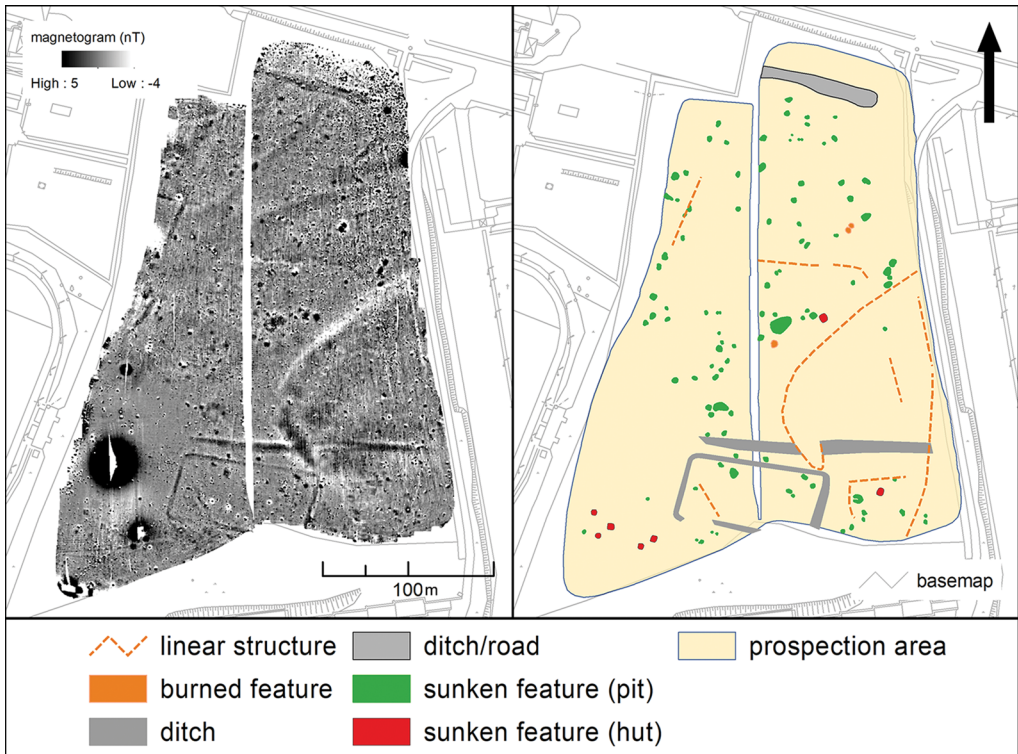 magnetogram (nT)
High : 5 Low : -4
100m
basemap
linear structure
ditch/road
prospection area
burned feature
sunken feature (pit)
ditch
sunken feature (hut)